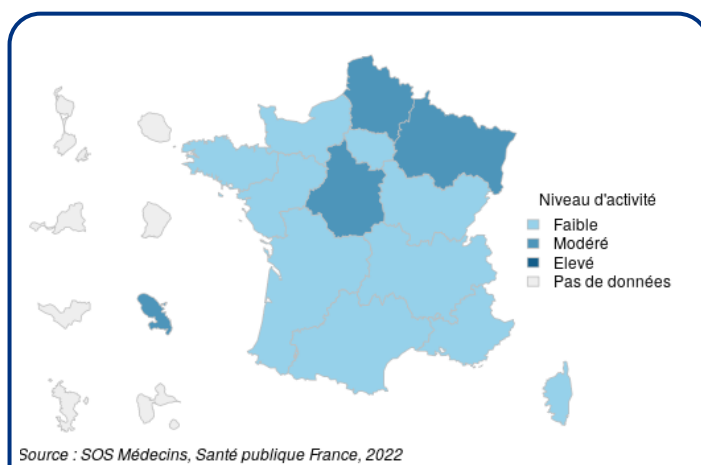 Niveau d'activité
Faible
Modéré
Elevé
Pas de données
Source : SOS Médecins, Santé publique France, 2022